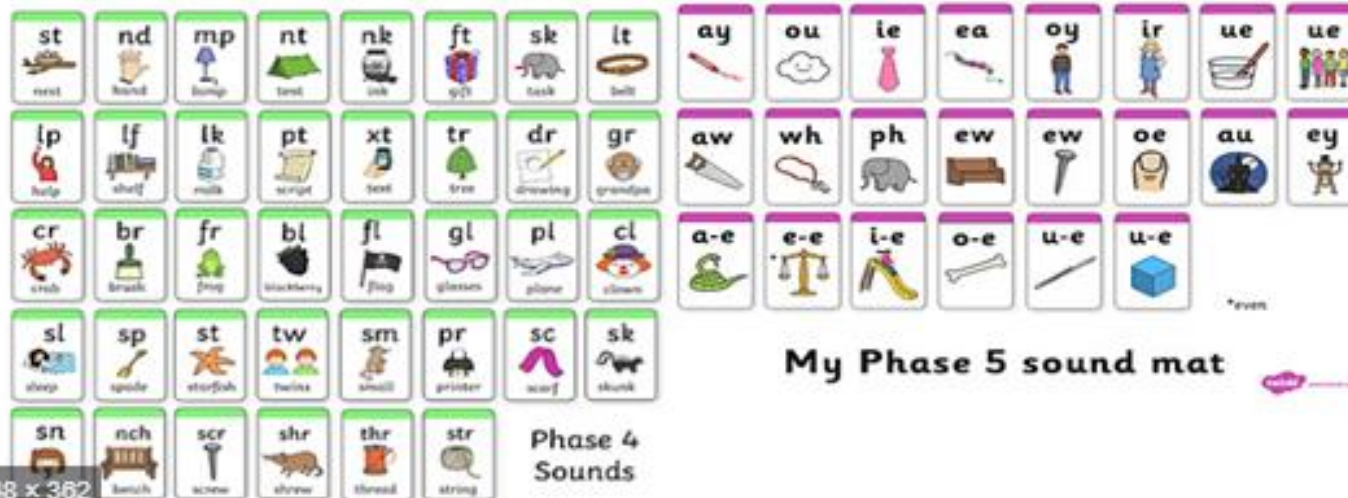 st nd mp nt nk ft sk lt
nest hand lamp tent ink gift tusk belt
lp lf lk pt xt tr dr gr
help shelf milk script text tree drawing grandpa
cr br fr bl fl gl pl cl
crab brush frog blackberry flag glasses plane clown
sl sp st tw sm pr sc sk
sleep spade starfish twins small printer scarf skunk
sn nch scr shr thr str
bench screw shrew thread string
Phase 4
Sounds
8 × 362
ay ou ie ea oy ir ue ue
aw wh ph ew ew oe au ey
a-e e-e i-e o-e u-e u-e
*
*even
My Phase 5 sound mat
twinkl